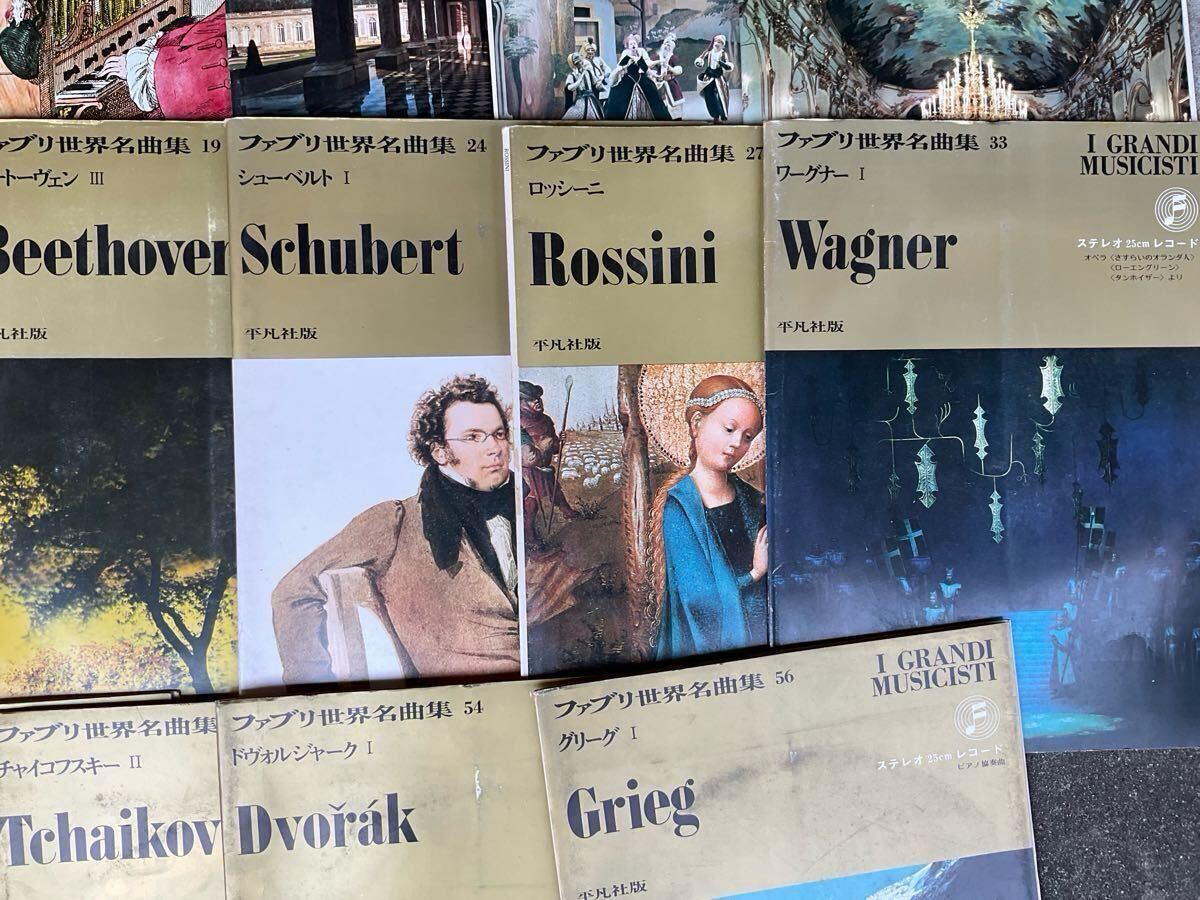 ファブリ世界名曲集 19
ートーヴェン III
Beethoven
凡社版
ファブリ世界名曲集 24
シューベルト I
Schubert
平凡社版
ROSSINI
ファブリ世界名曲集 27
ロッシーニ
Rossini
平凡社版
ファブリ世界名曲集 33
ワーグナー I
I GRANDI
MUSICISTI
Wagner
ステレオ 25cm レコード
オペラ〈さすらいのオランダ人〉
〈ローエングリーン〉
〈タンホイザー〉より
平凡社版
ファブリ世界名曲集
チャイコフスキー II
Tchaikov
ファブリ世界名曲集 54
ドヴォルジャーク I
Dvořák
ファブリ世界名曲集 56
グリーグ I
I GRANDI
MUSICISTI
ステレオ 25cm レコード
ピアノ協奏曲
Grieg
平凡社版